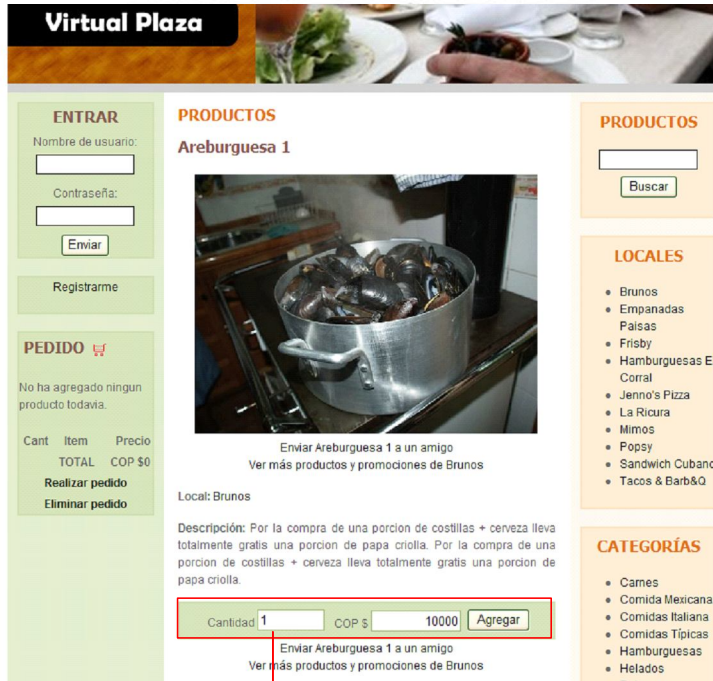 Virtual Plaza
ENTRAR
Nombre de usuario:
Contraseña:
Enviar
Registrarme
PEDIDO
No ha agregado ningun
producto todavia.
Cant Item Precio
TOTAL COP $0
Realizar pedido
Eliminar pedido
PRODUCTOS
Areburguesa 1
Enviar Areburguesa 1 a un amigo
Ver más productos y promociones de Brunos
Local: Brunos
Descripción: Por la compra de una porcion de costillas + cerveza lleva
totalmente gratis una porcion de papa criolla. Por la compra de una
porcion de costillas + cerveza lleva totalmente gratis una porcion de
papa criolla.
Cantidad 1 COP $ 10000 Agregar
Enviar Areburguesa 1 a un amigo
Ver más productos y promociones de Brunos
PRODUCTOS
Buscar
LOCALES
Brunos
Empanadas
Paisas
Frisby
Hamburguesas E
Corral
Jenno's Pizza
La Ricura
Mimos
Popsy
Sandwich Cubano
Tacos & Barb&Q
CATEGORÍAS
Carnes
Comida Mexicana
Comidas Italiana
Comidas Típicas
Hamburguesas
Helados